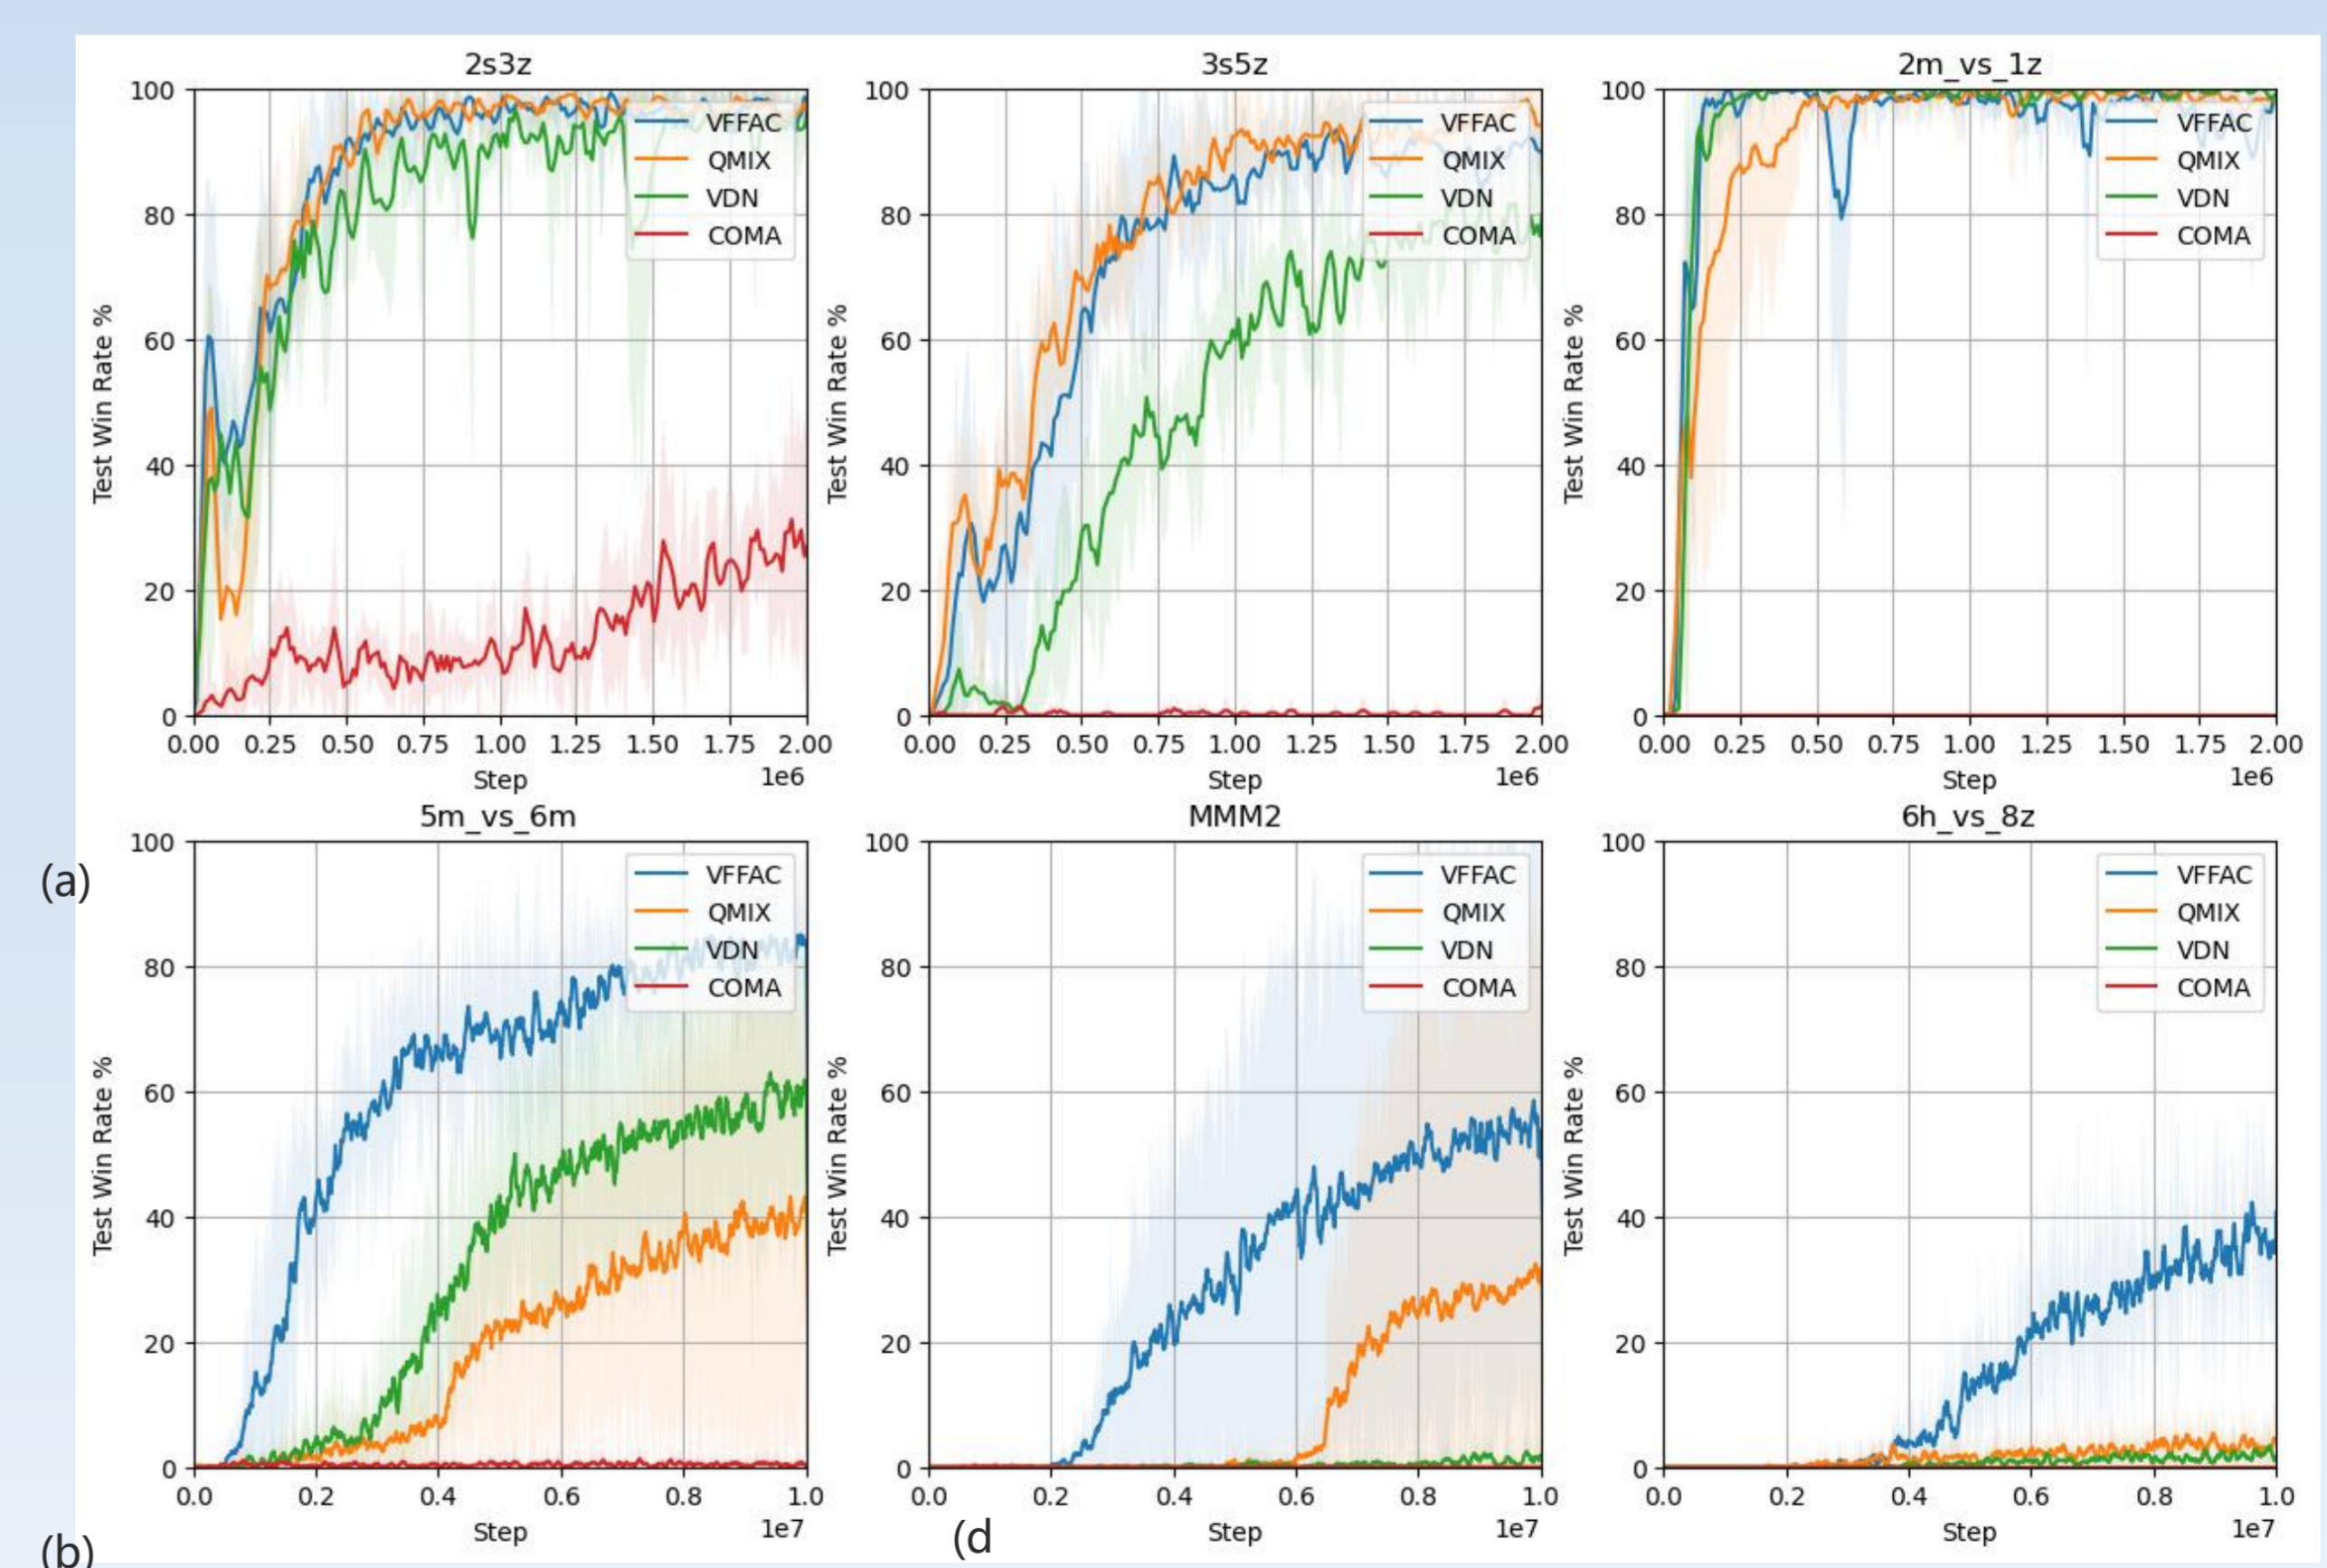 2s3z
100
80
60
40
20
0
Test Win Rate %
VFFAC
QMIX
VDN
COMA
0.00 0.25 0.50 0.75 1.00 1.25 1.50 1.75 2.00
Step
1e6
3s5z
100
80
60
40
20
0
Test Win Rate %
VFFAC
QMIX
VDN
COMA
0.00 0.25 0.50 0.75 1.00 1.25 1.50 1.75 2.00
Step
1e6
2m_vs_1z
100
80
60
40
20
0
Test Win Rate %
VFFAC
QMIX
VDN
COMA
0.00 0.25 0.50 0.75 1.00 1.25 1.50 1.75 2.00
Step
1e6
(a)
5m_vs_6m
100
80
60
40
20
0
Test Win Rate %
VFFAC
QMIX
VDN
COMA
0.0 0.2 0.4 0.6 0.8 1.0
Step
1e7
MMM2
100
80
60
40
20
0
Test Win Rate %
VFFAC
QMIX
VDN
COMA
0.0 0.2 0.4 0.6 0.8 1.0
Step
1e7
6h_vs_8z
100
80
60
40
20
0
Test Win Rate %
VFFAC
QMIX
VDN
COMA
0.0 0.2 0.4 0.6 0.8 1.0
Step
1e7
(b)
(d